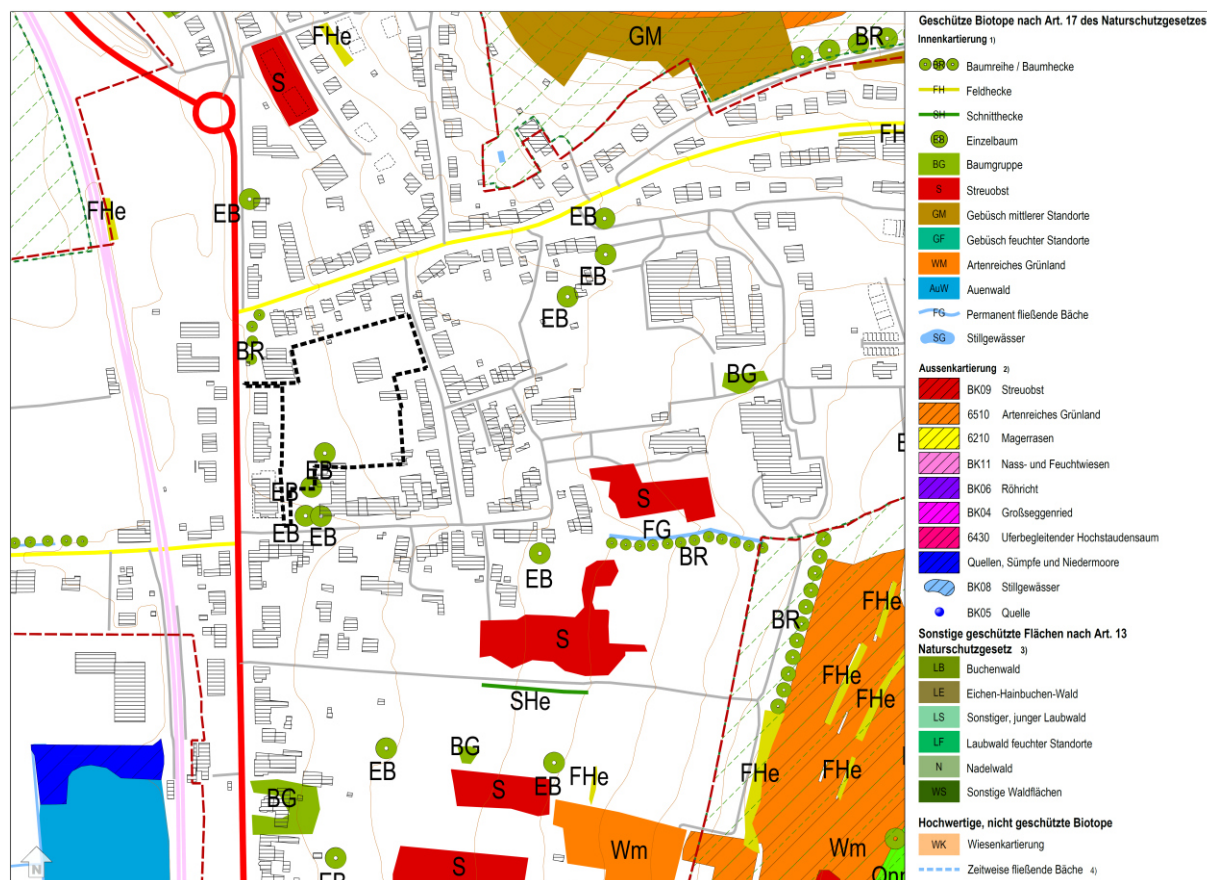 FHe
S
GM
BR
FH
FHe
EB
EB
EB
EB
BR
BG
EB
EB
EB
EB
S
FG
BR
EB
S
BR
FHe
FHe
FHe
SHe
FHe
EB
BG
EB
FHe
FHe
BG
S
Wm
Wm
S
EB
N
Geschütze Biotope nach Art. 17 des Naturschutzgesetzes
Innenkartierung 1)
BR Baumreihe / Baumhecke
FH Feldhecke
SH Schnitthecke
EB Einzelbaum
BG Baumgruppe
S Streuobst
GM Gebüsch mittlerer Standorte
GF Gebüsch feuchter Standorte
WM Artenreiches Grünland
AuW Auenwald
FG Permanent fließende Bäche
SG Stillgewässer
Aussenkartierung 2)
BK09 Streuobst
6510 Artenreiches Grünland
6210 Magerrasen
BK11 Nass- und Feuchtwiesen
BK06 Röhricht
BK04 Großseggenried
6430 Uferbegleitender Hochstaudensaum
Quellen, Sümpfe und Niedermoore
BK08 Stillgewässer
BK05 Quelle
Sonstige geschützte Flächen nach Art. 13
Naturschutzgesetz 3)
LB Buchenwald
LE Eichen-Hainbuchen-Wald
LS Sonstiger, junger Laubwald
LF Laubwald feuchter Standorte
N Nadelwald
WS Sonstige Waldflächen
Hochwertige, nicht geschützte Biotope
WK Wiesenkartierung
Zeitweise fließende Bäche 4)